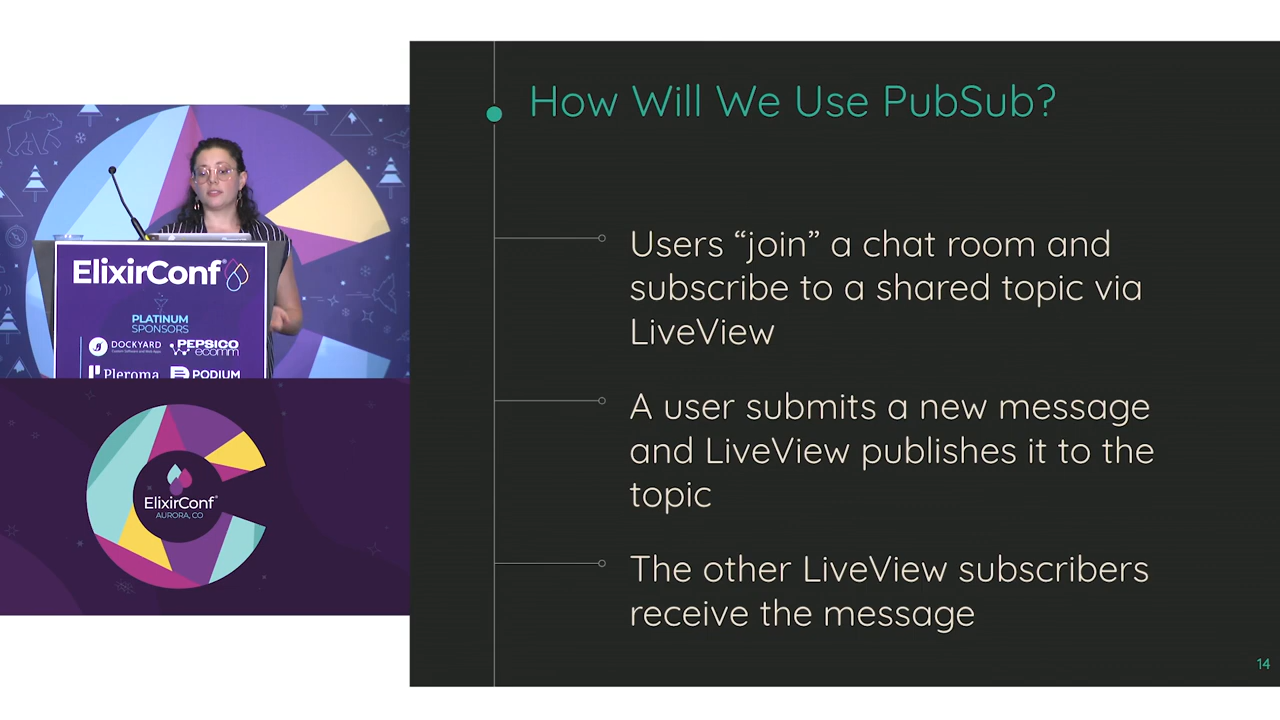 How Will We Use PubSub?
Users “join” a chat room and
subscribe to a shared topic via
LiveView
A user submits a new message
and LiveView publishes it to the
topic
The other LiveView subscribers
receive the message
14
ElixirConf
PLATINUM
SPONSORS
DOCKYARD
PEPSICO
ecomm
Pleroma
PODIUM
ElixirConf
AURORA, CO